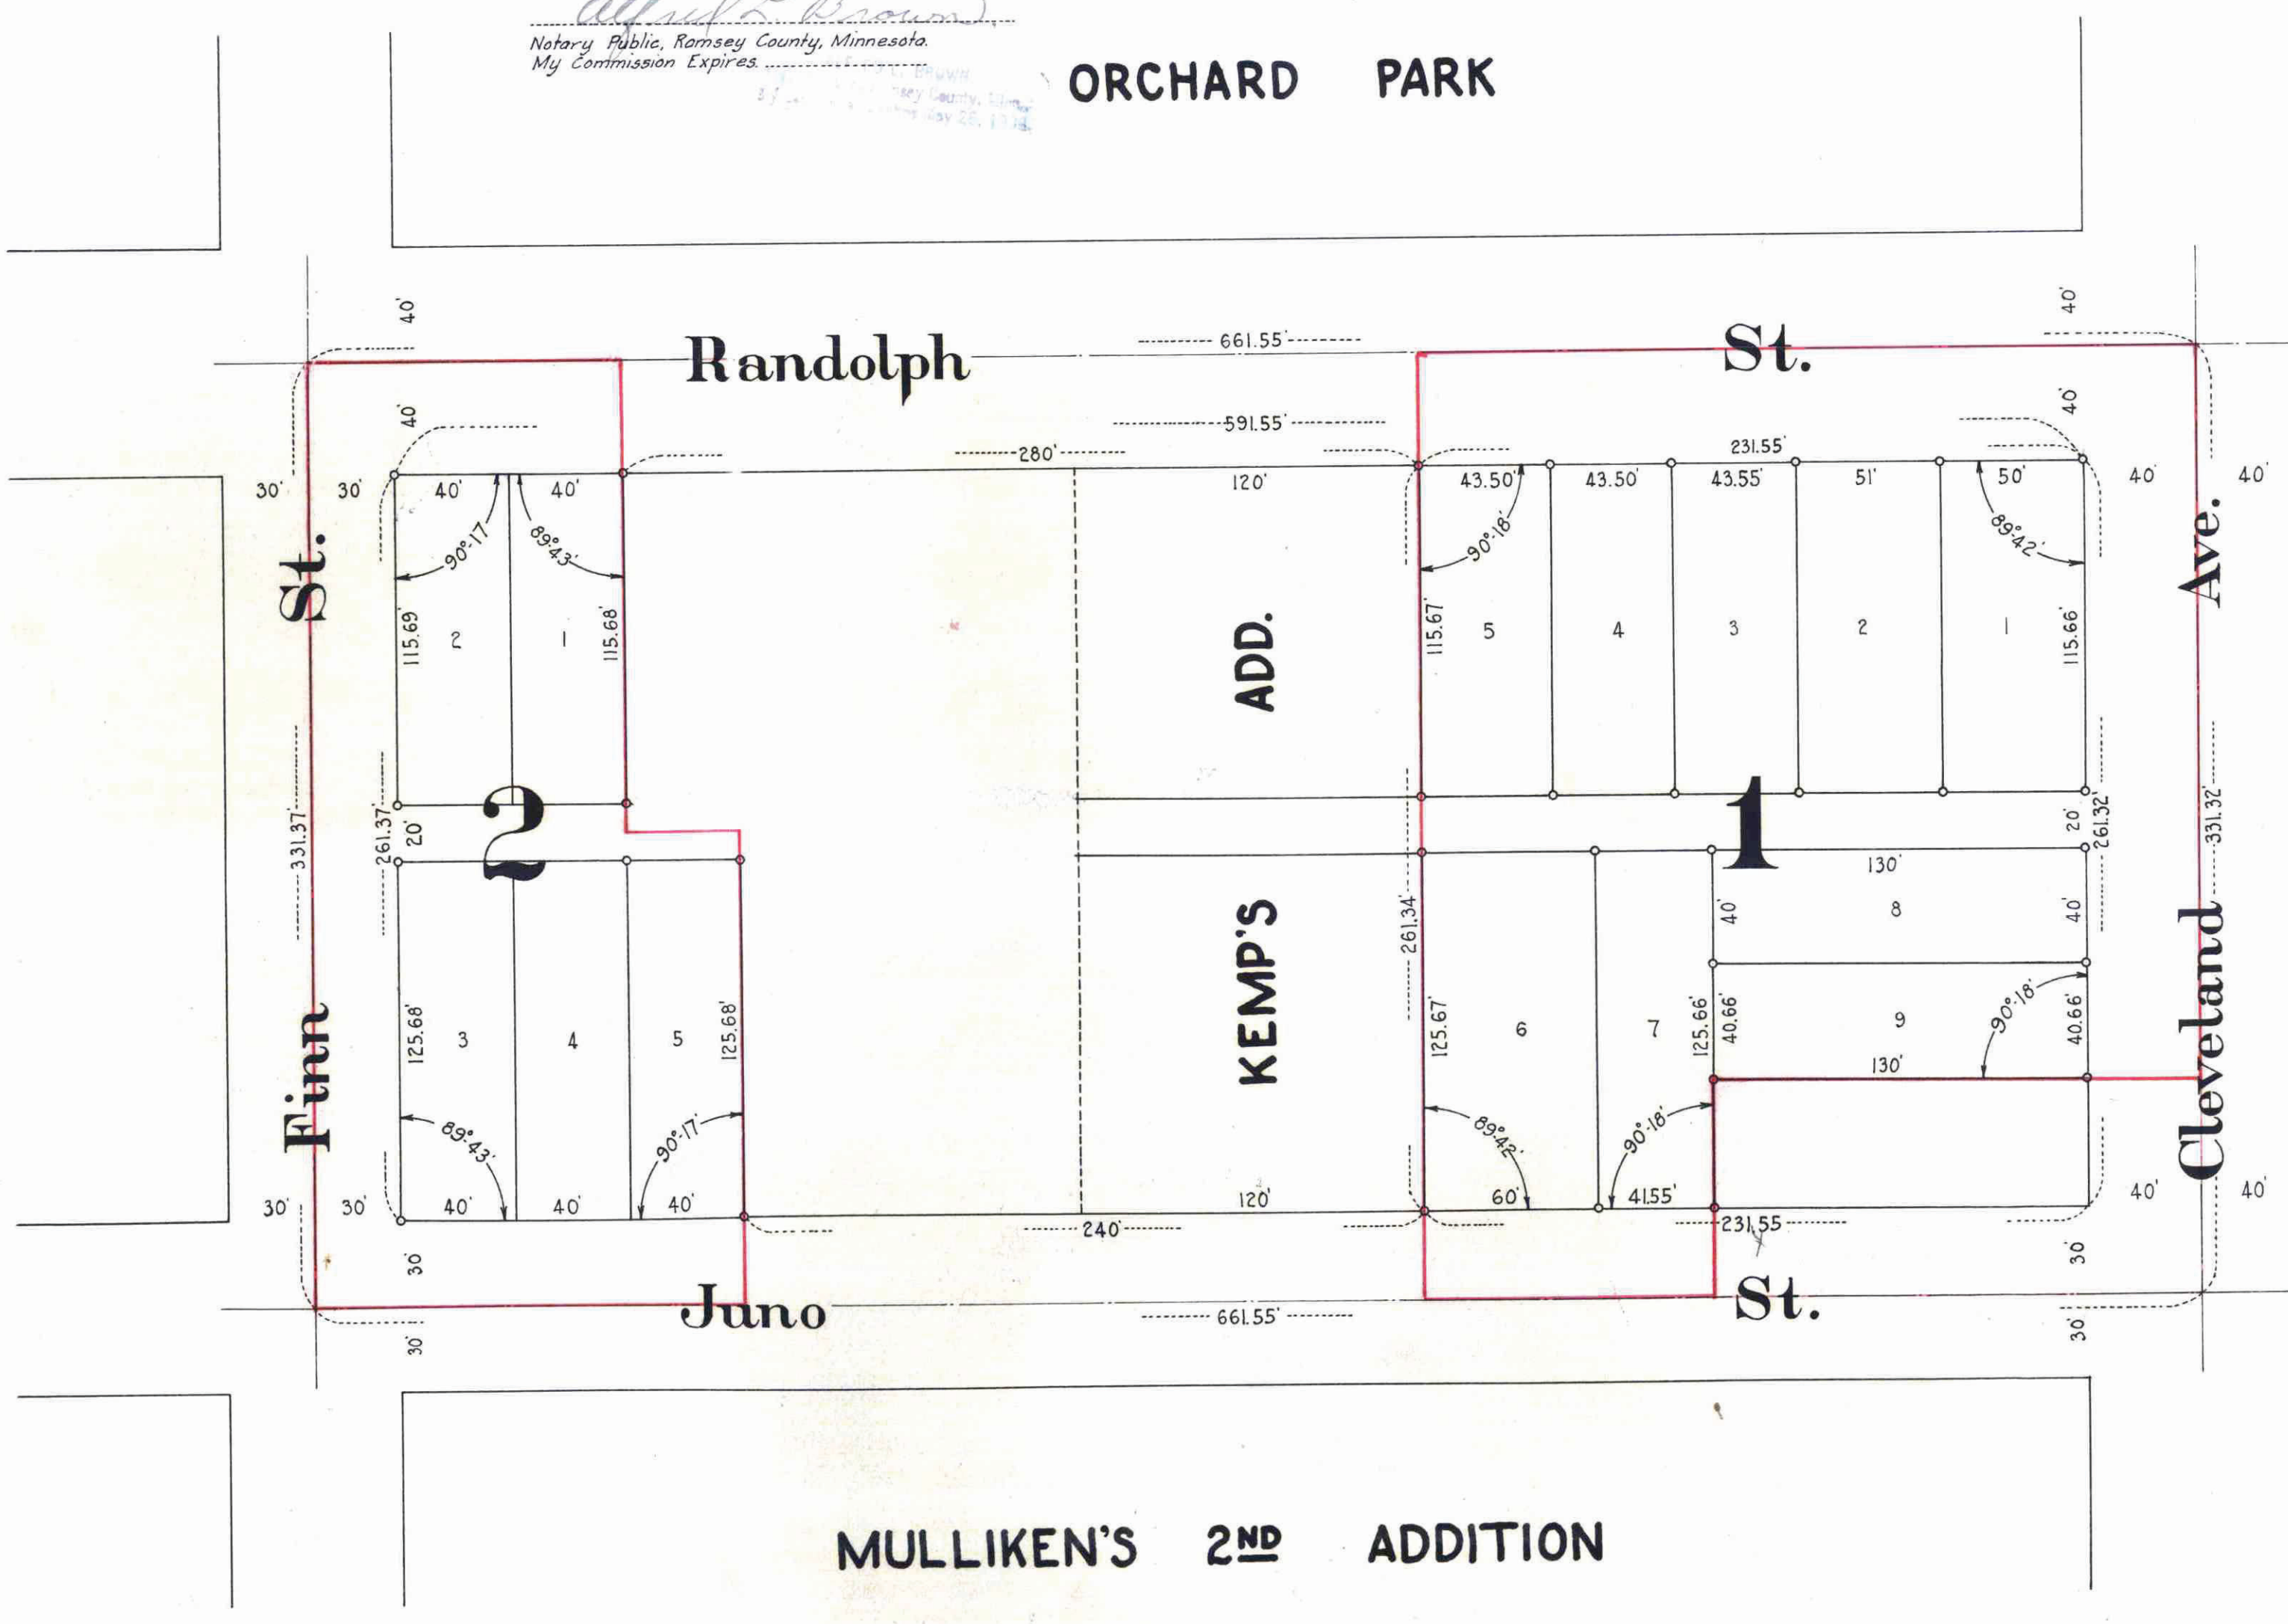 Alfred L. Brown
Notary Public, Ramsey County, Minnesota.
My Commission Expires.
BROWN
County,
ORCHARD PARK
40' 40'
Randolph St.
661.55'
40' 40'
591.55'
280' 231.55'
30' 30' 40' 40' 120' 43.50' 43.50' 43.55' 51' 50' 40' 40'
90°-17' 89°-43' 90°-18' 89°-42'
St. Ave.
115.69' 2 1 115.68' ADD. 115.67' 5 4 3 2 1 115.66'
2 1
331.37' 261.37' 20' 20' 261.32' 331.32'
130'
KEMP'S 261.34' 40' 8 40'
Finn Cleveland
125.68' 3 4 5 125.68' 125.67' 6 7 125.66' 40.66' 9 40.66'
90°-18'
130'
89°-43' 90°-17' 89°-42' 90°-18'
30' 30' 40' 40' 40' 120' 60' 41.55' 40' 40'
240' 231.55
30' 30'
Juno St.
661.55'
30' 30'
MULLIKEN'S 2ND ADDITION